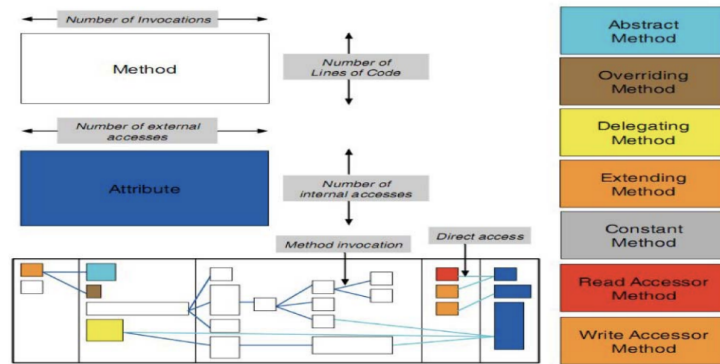 Number of Invocations
Method
Number of
Lines of Code
Number of external
accesses
Attribute
Number of
internal accesses
Method invocation
Direct access
Abstract
Method
Overriding
Method
Delegating
Method
Extending
Method
Constant
Method
Read Accessor
Method
Write Accessor
Method